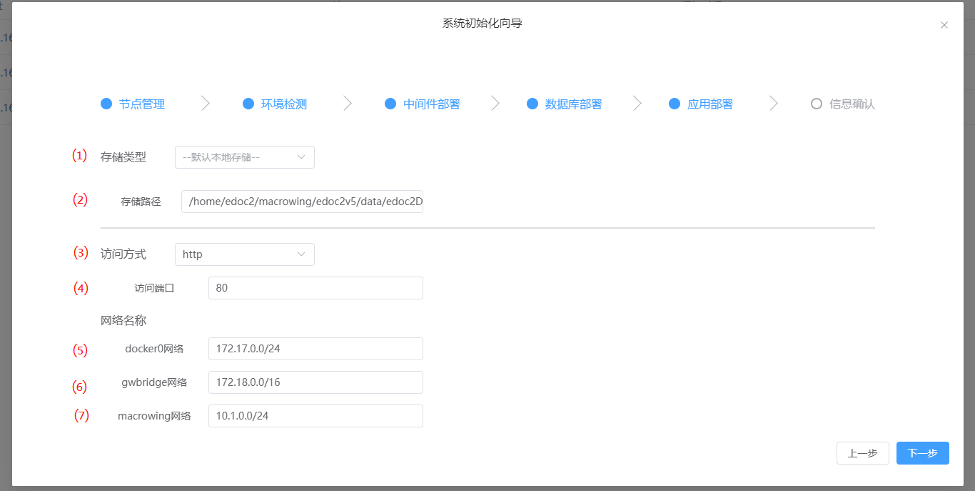 系统初始化向导
节点管理 环境检测 中间件部署 数据库部署 应用部署 信息确认
(1) 存储类型 --默认本地存储--
(2) 存储路径 /home/edoc2/macrowing/edoc2v5/data/edoc2D
(3) 访问方式 http
(4) 访问端口 80
网络名称
(5) docker0网络 172.17.0.0/24
(6) gwbridge网络 172.18.0.0/16
(7) macrowing网络 10.1.0.0/24
上一步 下一步